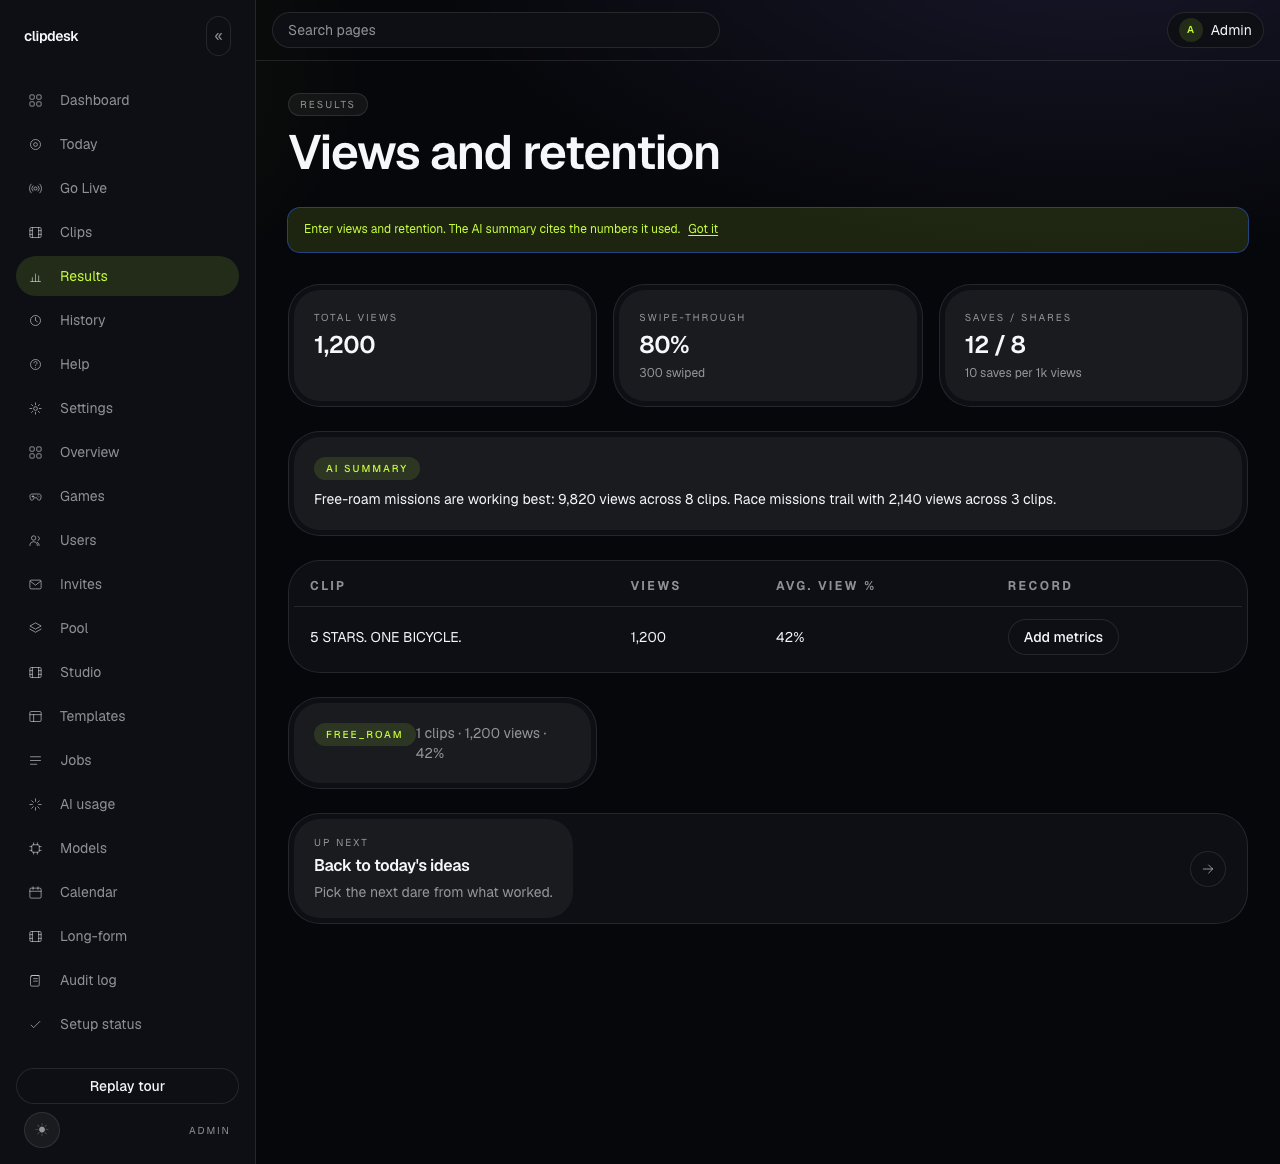 clipdesk
«
Search pages
A
Admin
Dashboard
Today
Go Live
Clips
Results
History
Help
Settings
Overview
Games
Users
Invites
Pool
Studio
Templates
Jobs
AI usage
Models
Calendar
Long-form
Audit log
Setup status
Replay tour
ADMIN
RESULTS
Views and retention
Enter views and retention. The AI summary cites the numbers it used. Got it
TOTAL VIEWS
1,200
SWIPE-THROUGH
80%
300 swiped
SAVES / SHARES
12 / 8
10 saves per 1k views
AI SUMMARY
Free-roam missions are working best: 9,820 views across 8 clips. Race missions trail with 2,140 views across 3 clips.
CLIP VIEWS AVG. VIEW % RECORD
5 STARS. ONE BICYCLE. 1,200 42% Add metrics
FREE_ROAM 1 clips · 1,200 views ·
42%
UP NEXT
Back to today's ideas
Pick the next dare from what worked.